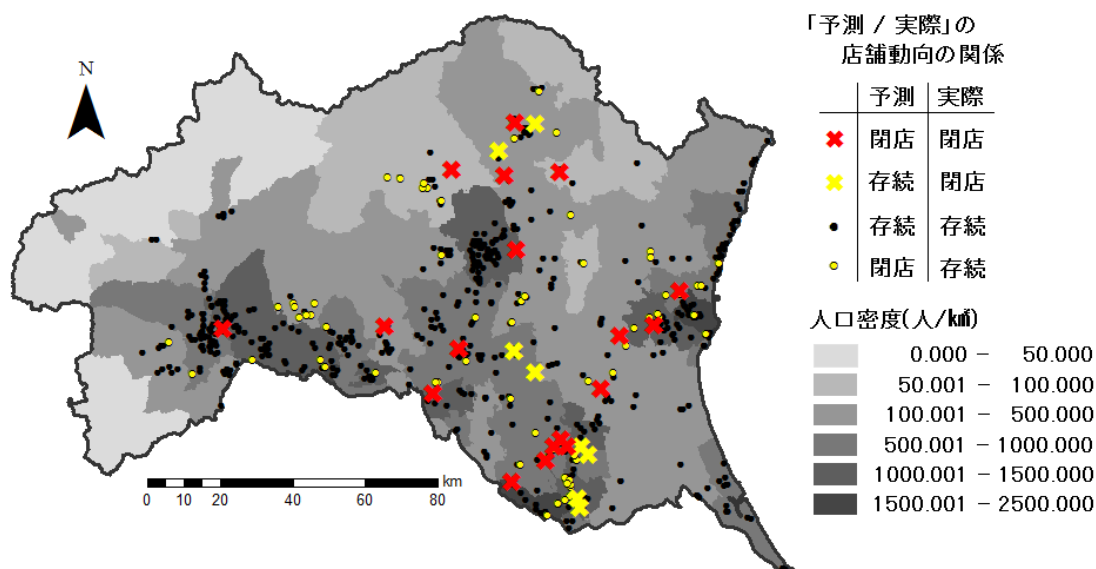 「予測 / 実際」の
店舗動向の関係
予測 実際
閉店 閉店
存続 閉店
存続 存続
閉店 存続
人口密度(人/㎢)
0.000 - 50.000
50.001 - 100.000
100.001 - 500.000
500.001 - 1000.000
1000.001 - 1500.000
1500.001 - 2500.000
N
0 10 20 40 60 80 km